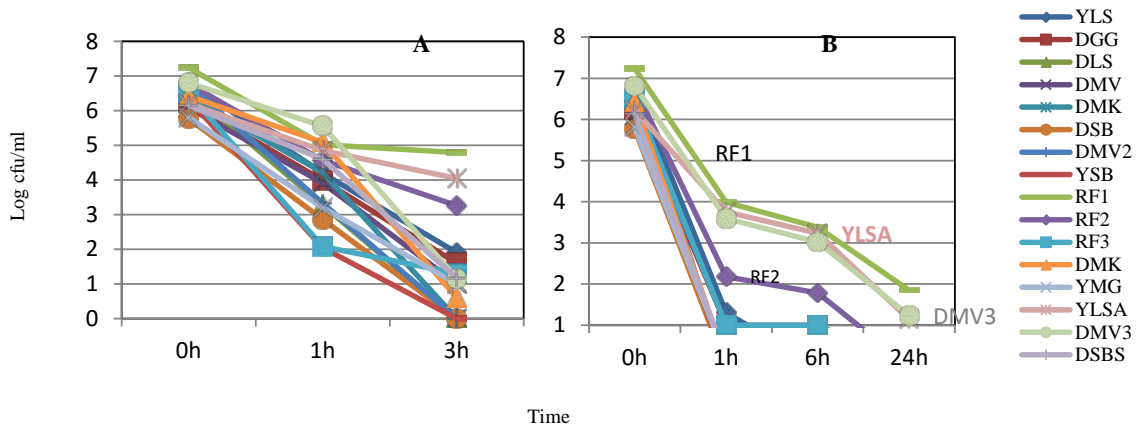 A
B
Log cfu/ml
8
7
6
5
4
3
2
1
0
0h
1h
3h
8
7
6
5
4
3
2
1
0h
1h
6h
24h
RF1
YLSA
RF2
DMV3
Time
YLS
DGG
DLS
DMV
DMK
DSB
DMV2
YSB
RF1
RF2
RF3
DMK
YMG
YLSA
DMV3
DSBS